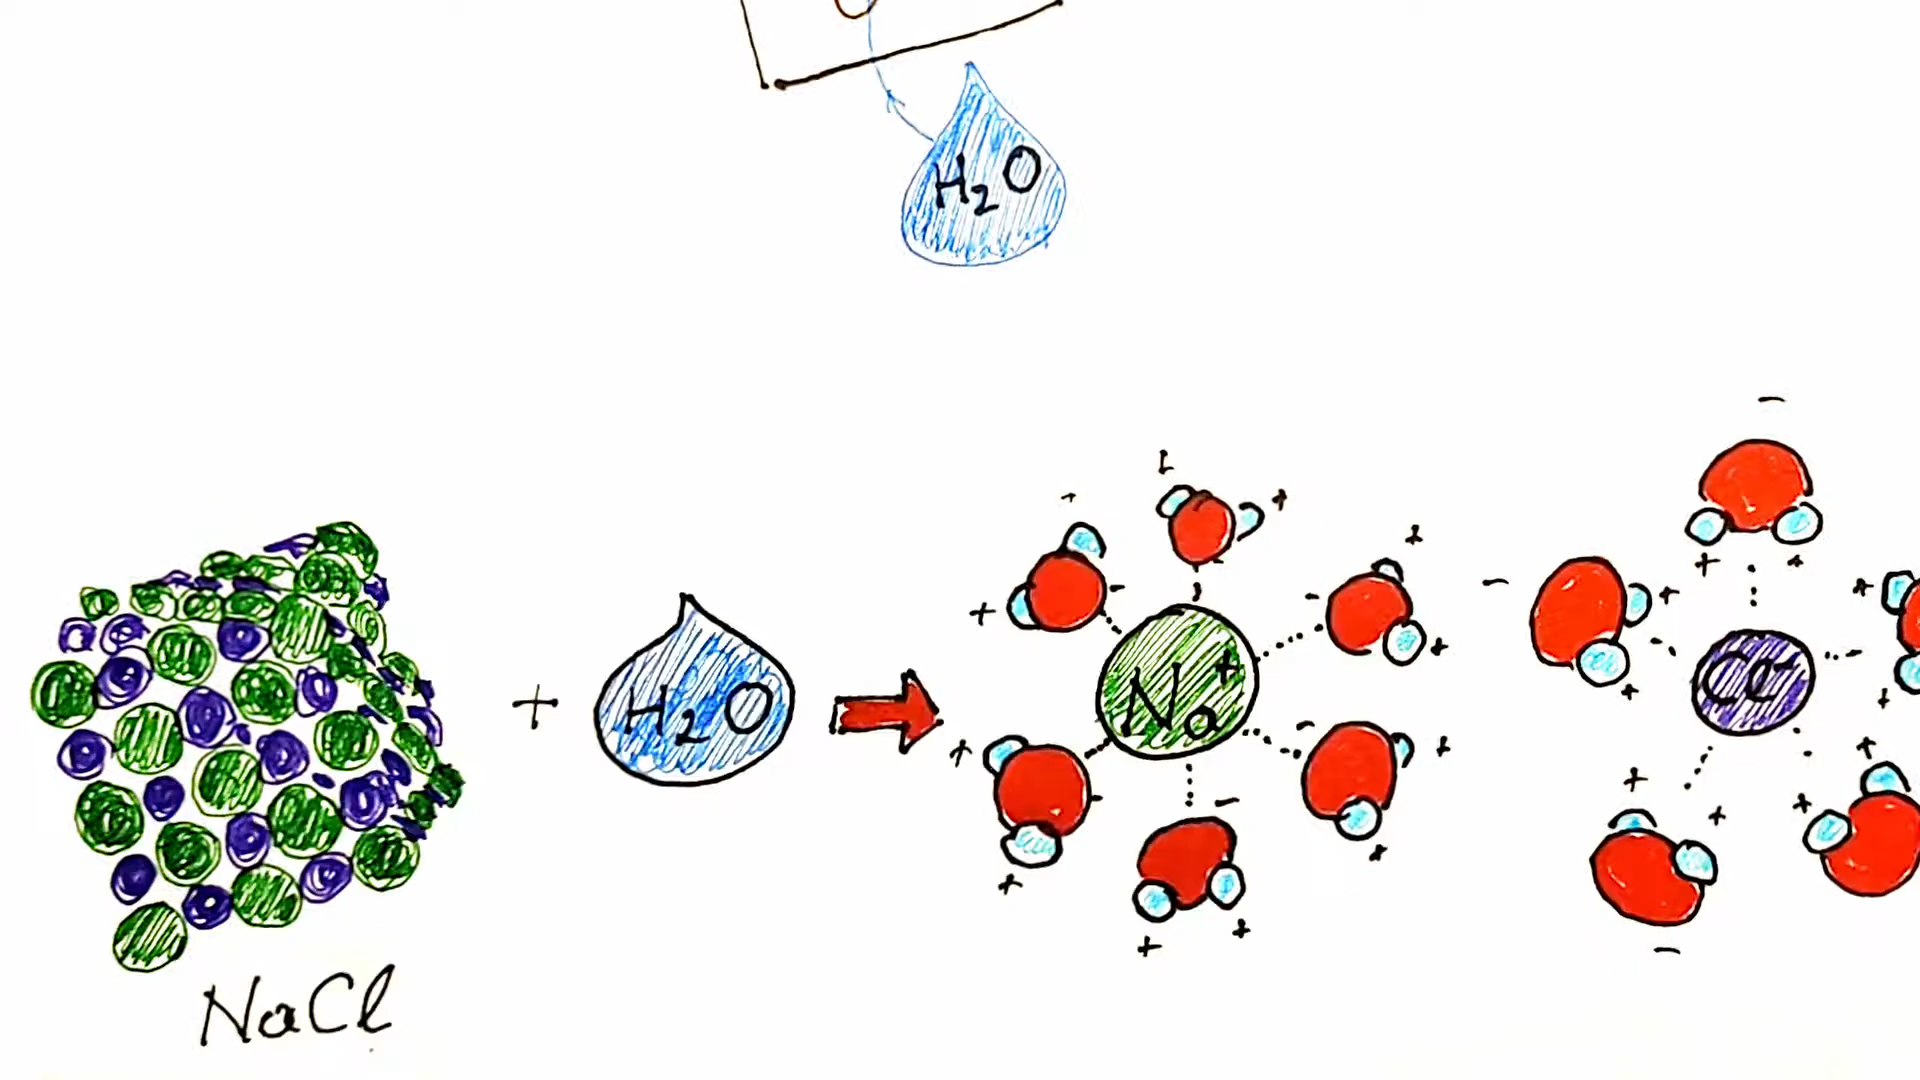 H₂O
+
H₂O
Na⁺
Cl⁻
NaCl